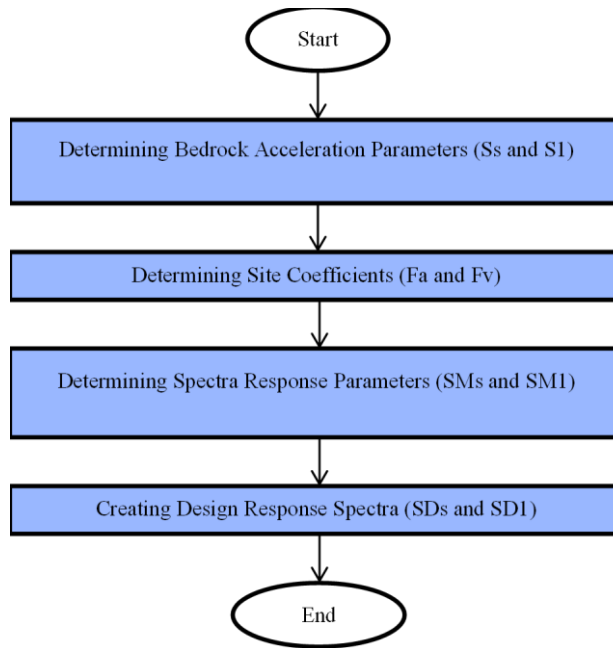 Start
Determining Bedrock Acceleration Parameters (Ss and S1)
Determining Site Coefficients (Fa and Fv)
Determining Spectra Response Parameters (SMs and SM1)
Creating Design Response Spectra (SDs and SD1)
End